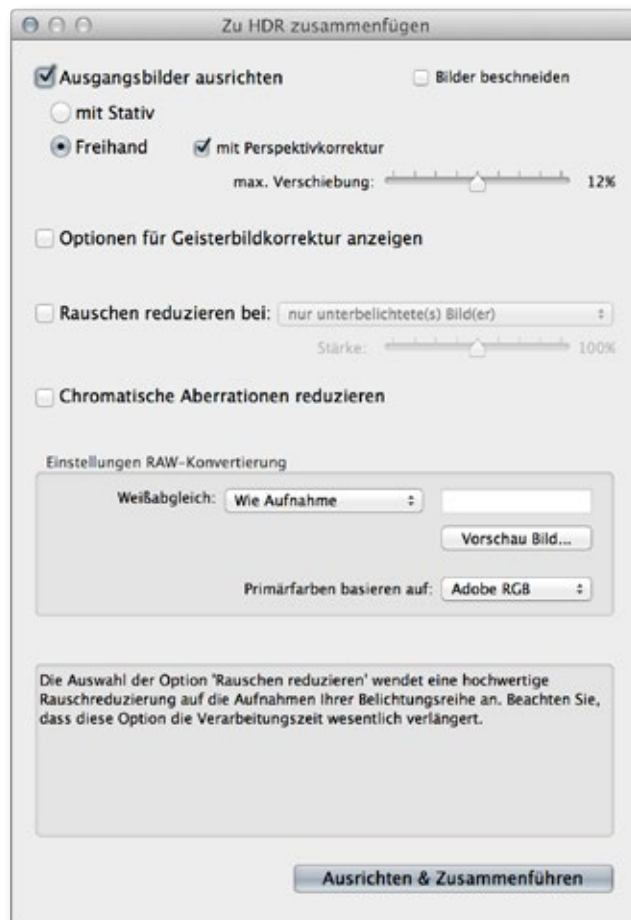 Zu HDR zusammenfügen
Ausgangsbilder ausrichten
Bilder beschneiden
mit Stativ
Freihand
mit Perspektivkorrektur
max. Verschiebung:
12%
Optionen für Geisterbildkorrektur anzeigen
Rauschen reduzieren bei:
nur unterbelichtete(s) Bild(er)
Stärke:
100%
Chromatische Aberrationen reduzieren
Einstellungen RAW-Konvertierung
Weißabgleich:
Wie Aufnahme
Vorschau Bild...
Primärfarben basieren auf:
Adobe RGB
Die Auswahl der Option 'Rauschen reduzieren' wendet eine hochwertige
Rauschreduzierung auf die Aufnahmen Ihrer Belichtungsreihe an. Beachten Sie,
dass diese Option die Verarbeitungszeit wesentlich verlängert.
Ausrichten & Zusammenführen